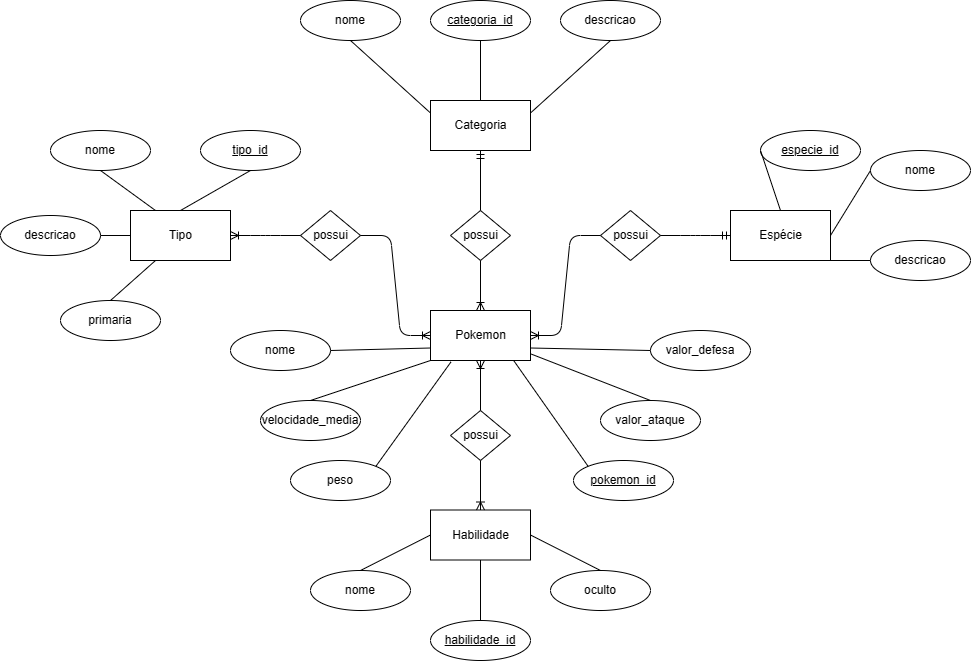 nome
categoria_id
descricao
Categoria
nome
tipo_id
especie_id
nome
descricao
Tipo
possui
possui
possui
Espécie
descricao
primaria
Pokemon
nome
valor_defesa
velocidade_media
valor_ataque
possui
peso
pokemon_id
Habilidade
nome
oculto
habilidade_id